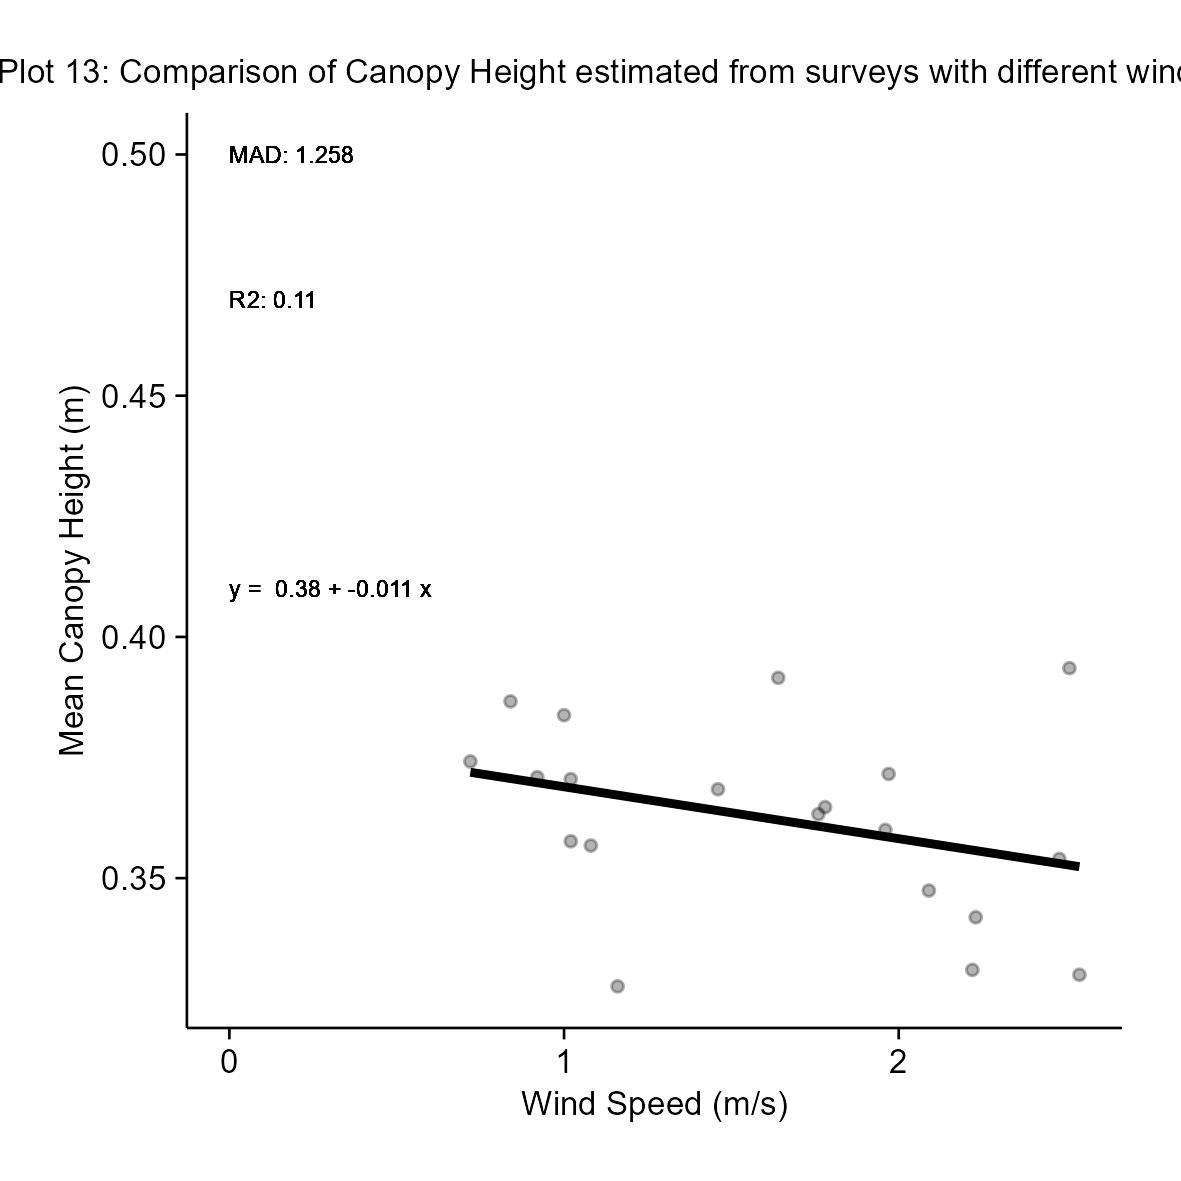 Plot 13: Comparison of Canopy Height estimated from surveys with different
0.50
MAD: 1.258
R2: 0.11
0.45
y =  0.38 + -0.011 x
0.40
0.35
Mean Canopy Height (m)
0 1 2
Wind Speed (m/s)